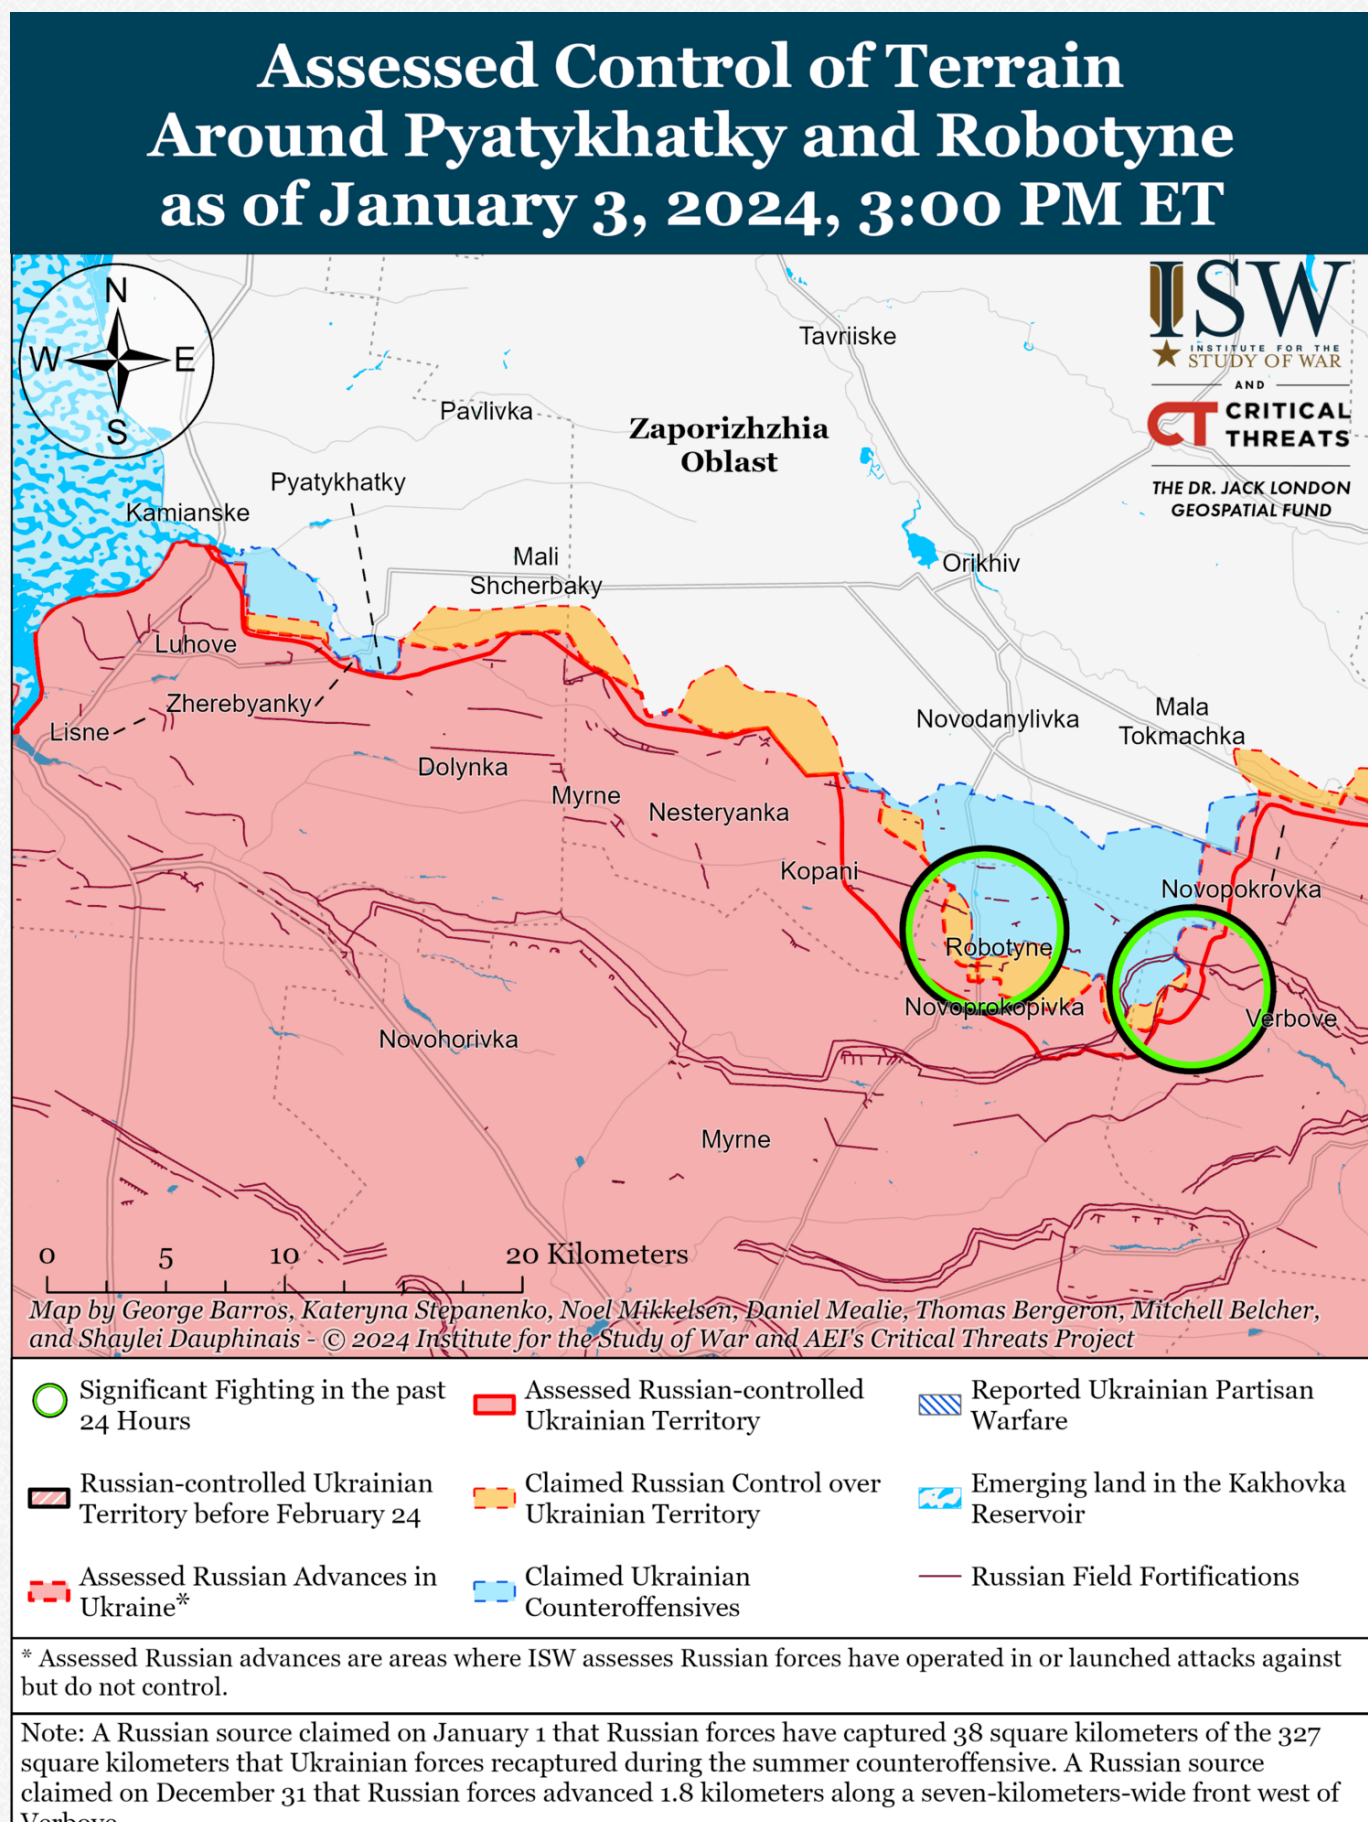 Assessed Control of Terrain
Around Pyatykhatky and Robotyne
as of January 3, 2024, 3:00 PM ET
N
W
E
S
ISW
INSTITUTE FOR THE
STUDY OF WAR
AND
CT CRITICAL
THREATS
THE DR. JACK LONDON
GEOSPATIAL FUND
Tavriiske
Pavlivka
Zaporizhzhia
Oblast
Pyatykhatky
Kamianske
Mali
Shcherbaky
Orikhiv
Luhove
Zherebyanky
Lisne
Novodanylivka
Mala
Tokmachka
Dolynka
Myrne
Nesteryanka
Kopani
Novopokrovka
Robotyne
Novoprokopivka
Verbove
Novohorivka
Myrne
0 5 10 20 Kilometers
Map by George Barros, Kateryna Stepanenko, Noel Mikkelsen, Daniel Mealie, Thomas Bergeron, Mitchell Belcher,
and Shaylei Dauphinais - © 2024 Institute for the Study of War and AEI's Critical Threats Project
Significant Fighting in the past
24 Hours
Assessed Russian-controlled
Ukrainian Territory
Reported Ukrainian Partisan
Warfare
Russian-controlled Ukrainian
Territory before February 24
Claimed Russian Control over
Ukrainian Territory
Emerging land in the Kakhovka
Reservoir
Assessed Russian Advances in
Ukraine*
Claimed Ukrainian
Counteroffensives
Russian Field Fortifications
* Assessed Russian advances are areas where ISW assesses Russian forces have operated in or launched attacks against
but do not control.
Note: A Russian source claimed on January 1 that Russian forces have captured 38 square kilometers of the 327
square kilometers that Ukrainian forces recaptured during the summer counteroffensive. A Russian source
claimed on December 31 that Russian forces advanced 1.8 kilometers along a seven-kilometers-wide front west of
Verbove